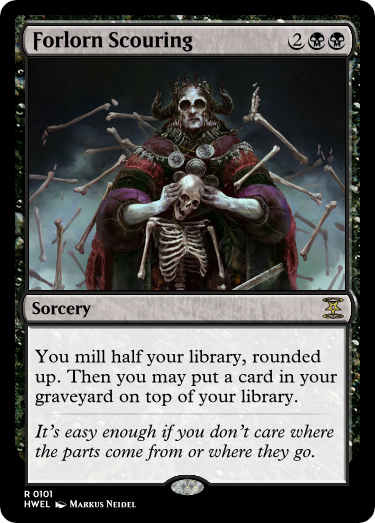 Forlorn Scouring 2
Sorcery
You mill half your library, rounded
up. Then you may put a card in your
graveyard on top of your library.
It's easy enough if you don't care where
the parts come from or where they go.
R 0101
HWEL Markus Neidel